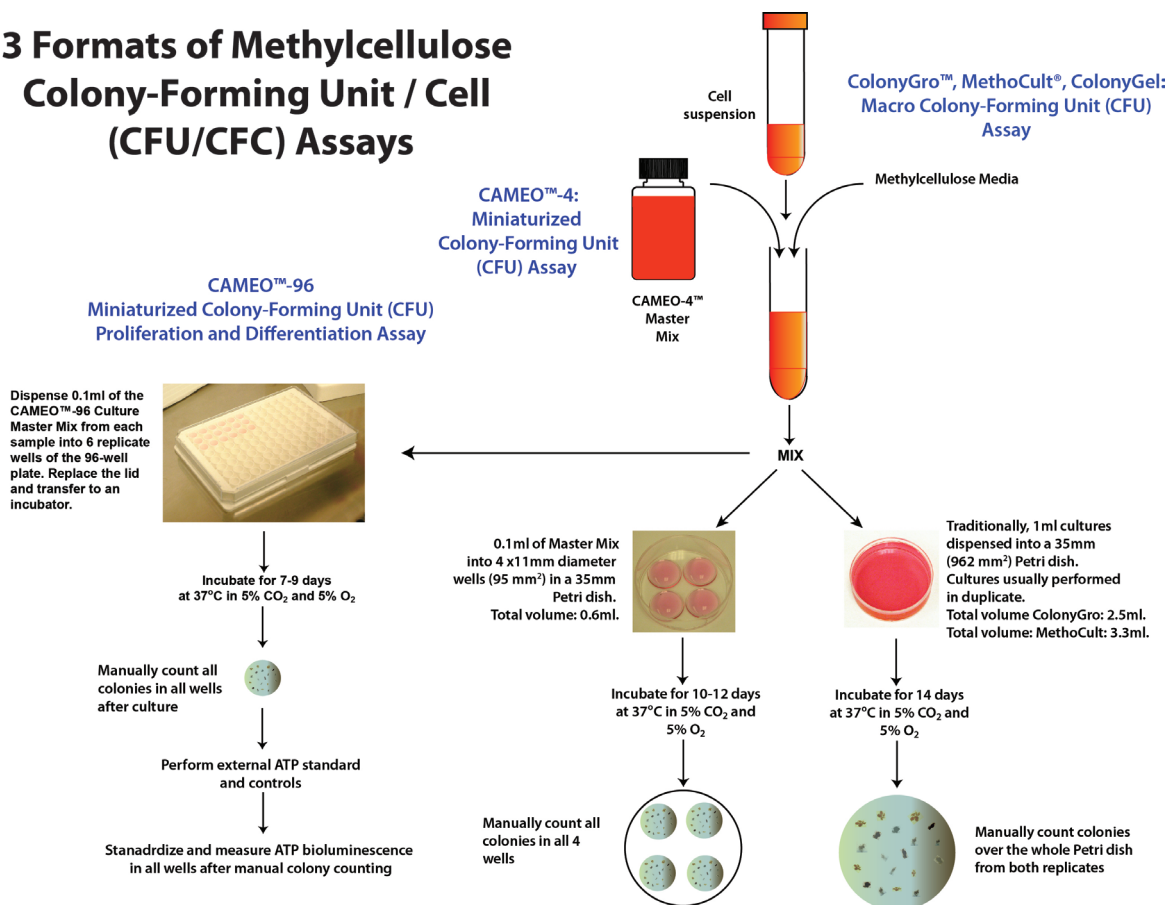 3 Formats of Methylcellulose
Colony-Forming Unit / Cell
(CFU/CFC) Assays
Cell
suspension
ColonyGro™, MethoCult®, ColonyGel:
Macro Colony-Forming Unit (CFU)
Assay
Methylcellulose Media
CAMEO™-4:
Miniaturized
Colony-Forming Unit
(CFU) Assay
CAMEO-4™
Master
Mix
CAMEO™-96
Miniaturized Colony-Forming Unit (CFU)
Proliferation and Differentiation Assay
Dispense 0.1ml of the
CAMEO™-96 Culture
Master Mix from each
sample into 6 replicate
wells of the 96-well
plate. Replace the lid
and transfer to an
incubator.
MIX
0.1ml of Master Mix
into 4 x11mm diameter
wells (95 mm²) in a 35mm
Petri dish.
Total volume: 0.6ml.
Traditionally, 1ml cultures
dispensed into a 35mm
(962 mm²) Petri dish.
Cultures usually performed
in duplicate.
Total volume ColonyGro: 2.5ml.
Total volume: MethoCult: 3.3ml.
Incubate for 7-9 days
at 37°C in 5% CO₂ and 5% O₂
Manually count all
colonies in all wells
after culture
Perform external ATP standard
and controls
Stanadrdize and measure ATP bioluminescence
in all wells after manual colony counting
Incubate for 10-12 days
at 37°C in 5% CO₂ and
5% O₂
Manually count all
colonies in all 4
wells
Incubate for 14 days
at 37°C in 5% CO₂ and
5% O₂
Manually count colonies
over the whole Petri dish
from both replicates